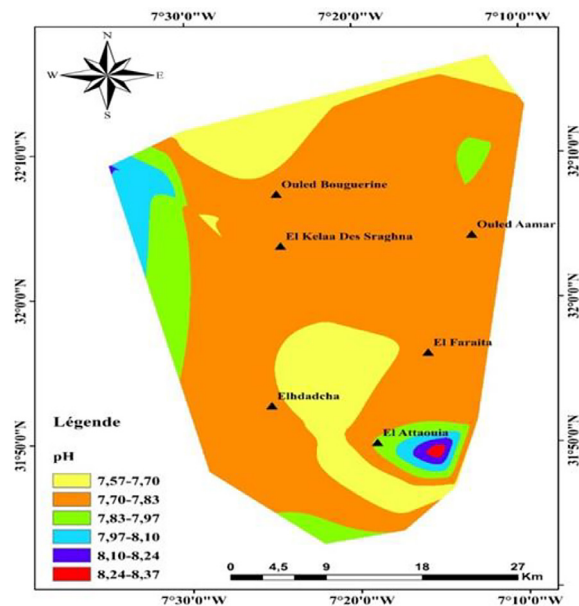 7°30'0"W 7°20'0"W 7°10'0"W
N
W E
S
32°10'0"N 32°10'0"N
Ouled Bouguerine
Ouled Aamar
El Kelaa Des Sraghna
32°0'0"N 32°0'0"N
El Faraita
Elhdadcha
El Attaouia
31°50'0"N 31°50'0"N
Légende
pH
7,57-7,70
7,70-7,83
7,83-7,97
7,97-8,10
8,10-8,24
8,24-8,37
0 4,5 9 18 27
Km
7°30'0"W 7°20'0"W 7°10'0"W